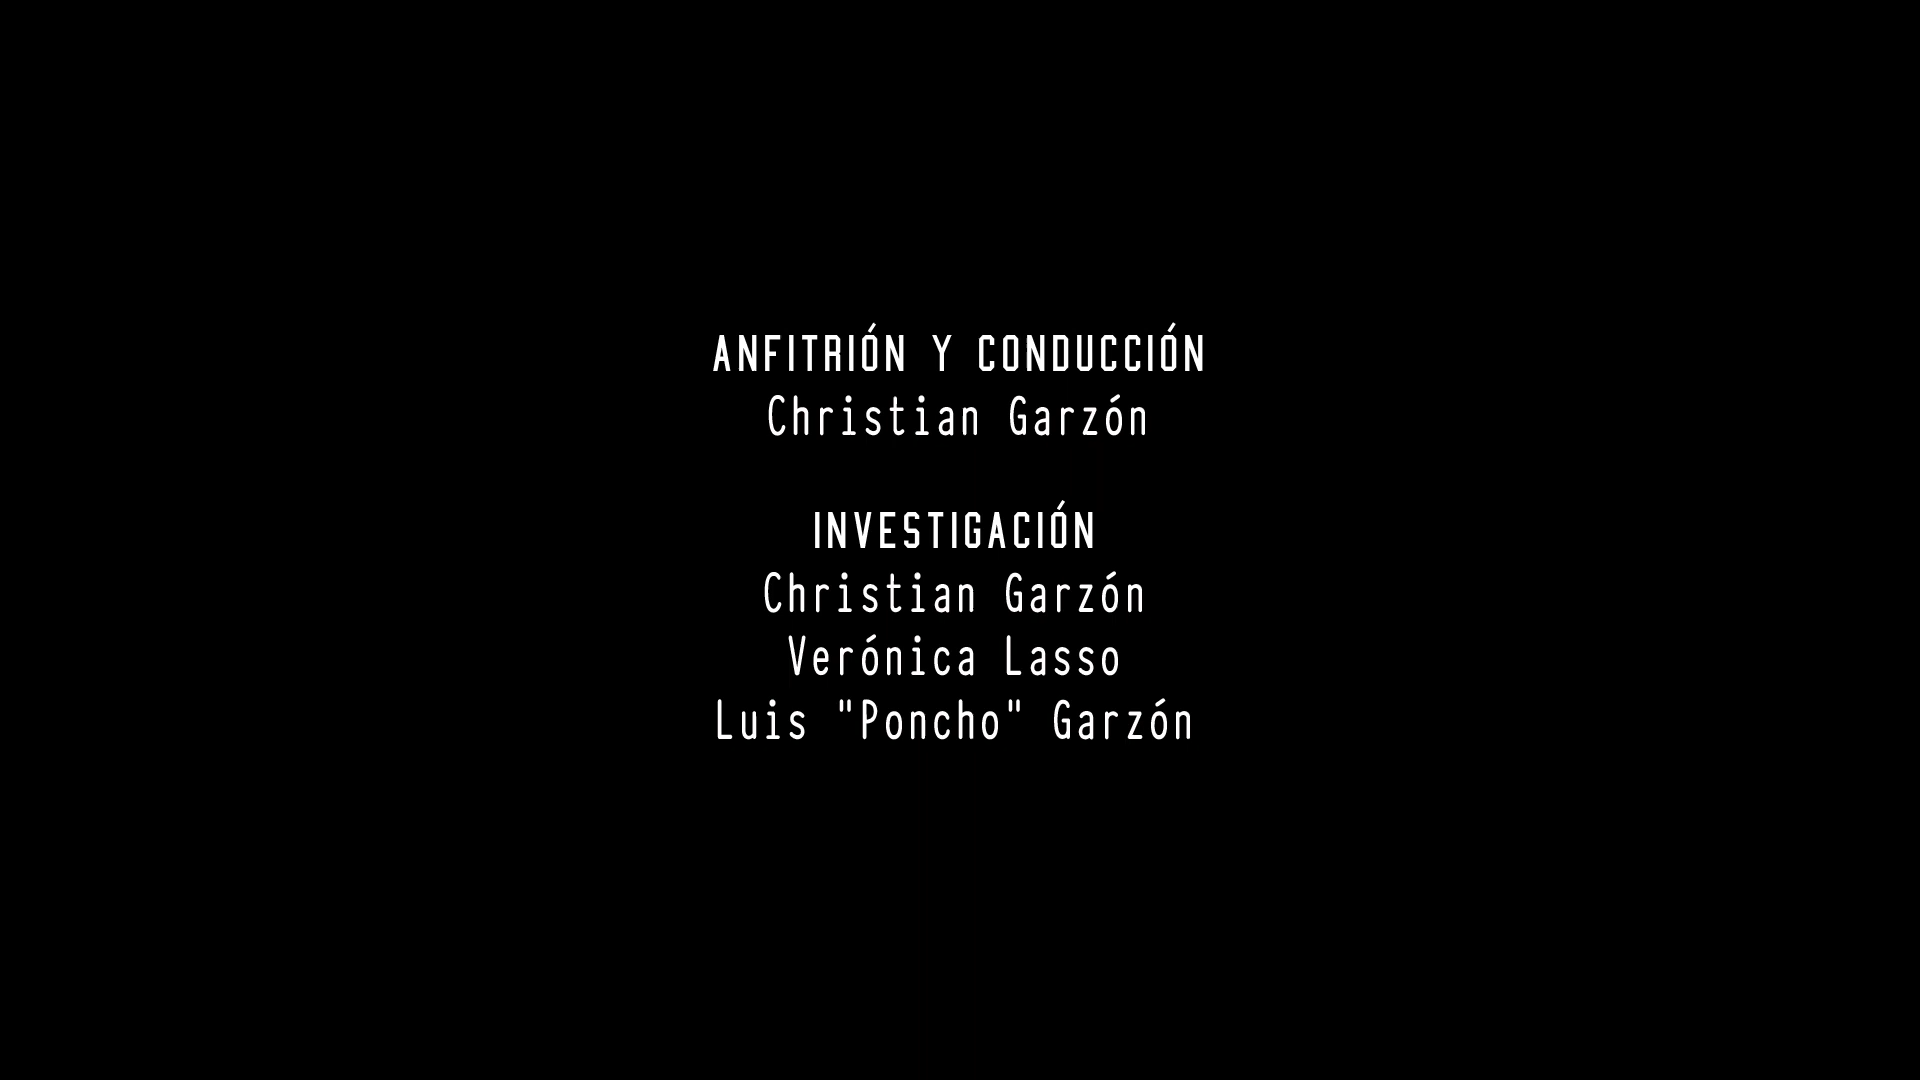 ANFITRIÓN Y CONDUCCIÓN
Christian Garzón
INVESTIGACIÓN
Christian Garzón
Verónica Lasso
Luis "Poncho" Garzón